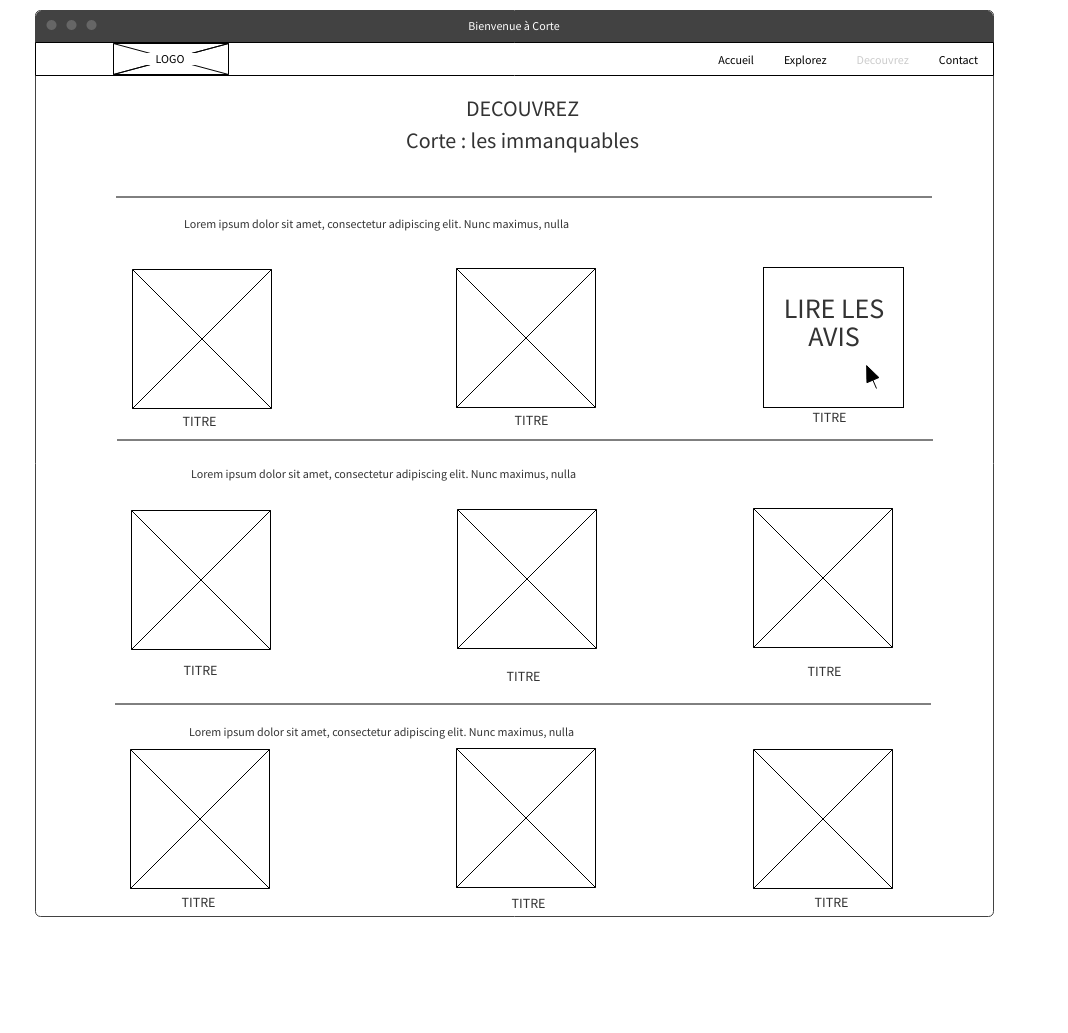 Bienvenue à Corte
LOGO
Accueil Explorez Decouvrez Contact
DECOUVREZ
Corte : les immanquables
Lorem ipsum dolor sit amet, consectetur adipiscing elit. Nunc maximus, nulla
LIRE LES
AVIS
TITRE TITRE TITRE
Lorem ipsum dolor sit amet, consectetur adipiscing elit. Nunc maximus, nulla
TITRE TITRE TITRE
Lorem ipsum dolor sit amet, consectetur adipiscing elit. Nunc maximus, nulla
TITRE TITRE TITRE